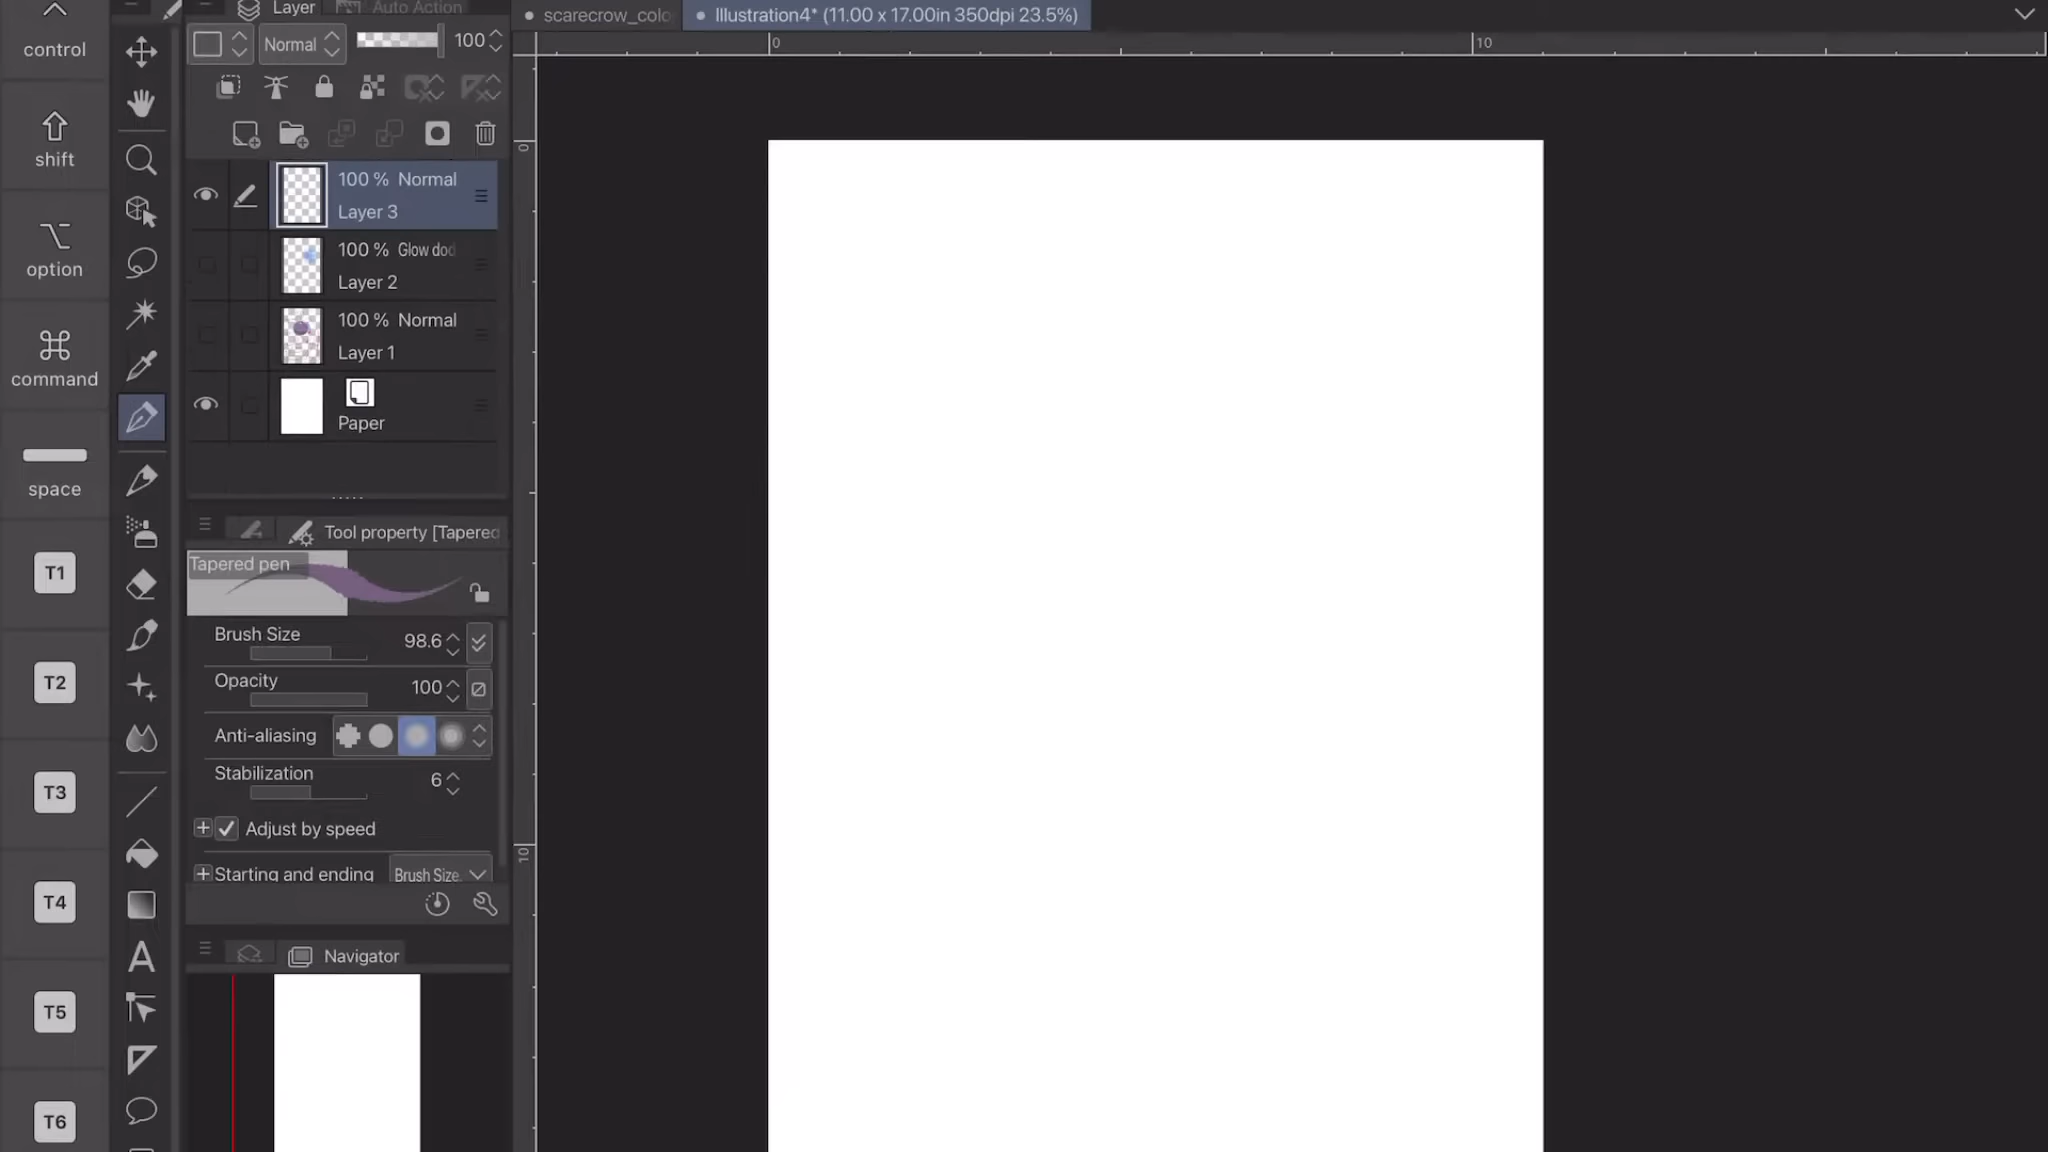 control
shift
option
command
space
T1
T2
T3
T4
T5
T6
Layer
Auto Action
Normal
100
100 % Normal
Layer 3
100 % Glow dod
Layer 2
100 % Normal
Layer 1
Paper
Tool property [Tapered
Tapered pen
Brush Size
98.6
Opacity
100
Anti-aliasing
Stabilization
6
Adjust by speed
Starting and ending
Brush Size.
Navigator
scarecrow_colo
Illustration4* (11.00 x 17.00in 350dpi 23.5%)
0
10
0
10